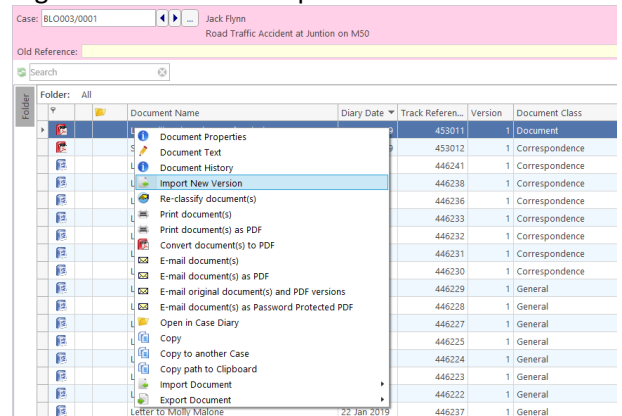 Case: BLO003/0001 ... Jack Flynn
Road Traffic Accident at Juntion on M50
Old Reference:
Search
Folder
Folder: All
Document Name Diary Date Track Referen... Version Document Class
9 453011 1 Document
S 9 453012 1 Correspondence
L 446241 1 Correspondence
L 446238 1 Correspondence
L 446236 1 Correspondence
L 446233 1 Correspondence
L 446232 1 Correspondence
L 446231 1 Correspondence
L 446230 1 Correspondence
L 446229 1 General
L 446228 1 General
L 446227 1 General
L 446225 1 General
L 446224 1 General
L 446223 1 General
L 446222 1 General
Letter to Molly Malone 22 Jan 2019 446237 1 General
Document Properties
Document Text
Document History
Import New Version
Re-classify document(s)
Print document(s)
Print document(s) as PDF
Convert document(s) to PDF
E-mail document(s)
E-mail document(s) as PDF
E-mail original document(s) and PDF versions
E-mail document(s) as Password Protected PDF
Open in Case Diary
Copy
Copy to another Case
Copy path to Clipboard
Import Document
Export Document